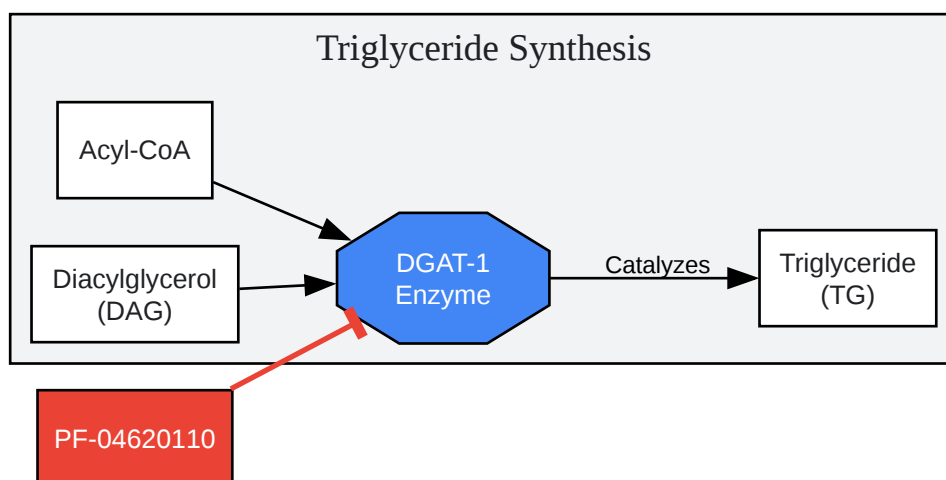 Triglyceride Synthesis
Acyl-CoA
Diacylglycerol
(DAG)
DGAT-1
Enzyme
Catalyzes
Triglyceride
(TG)
PF-04620110